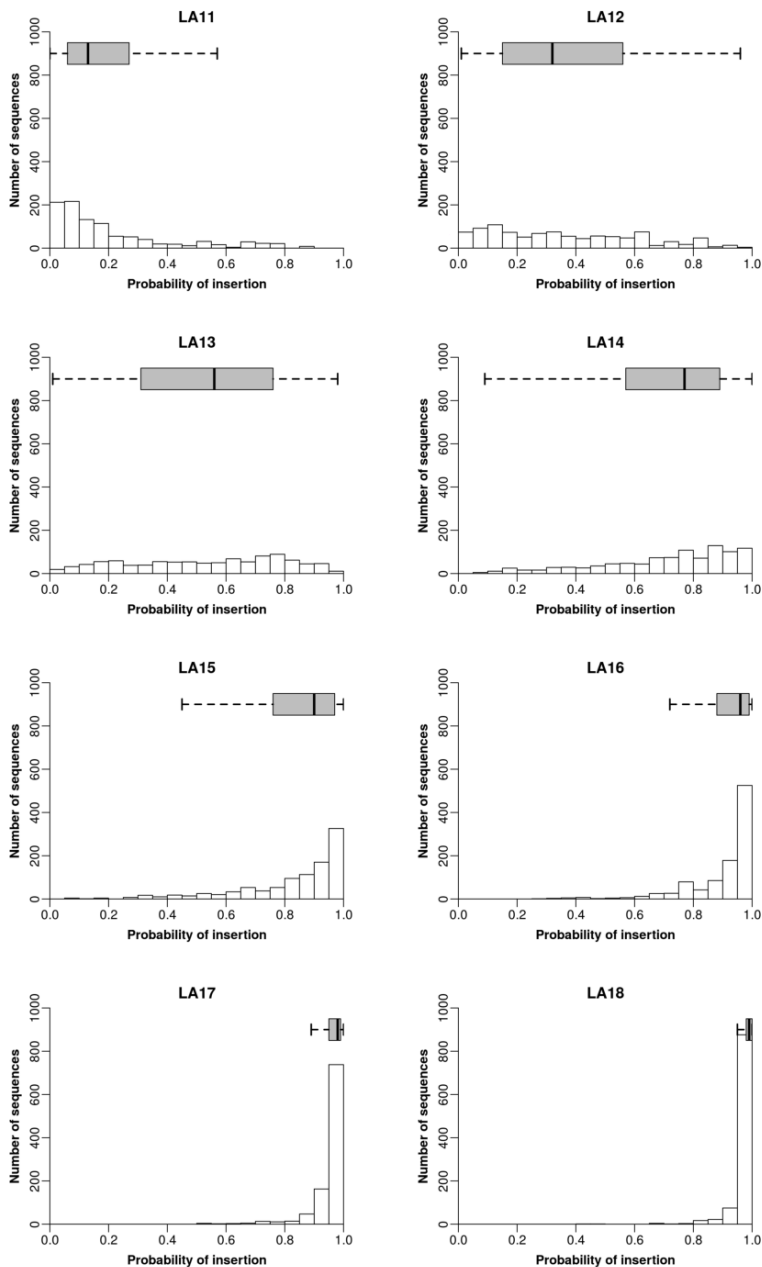 LA11
Number of sequences
0 200 400 600 800 1000
0.0 0.2 0.4 0.6 0.8 1.0
Probability of insertion
LA12
Number of sequences
0 200 400 600 800 1000
0.0 0.2 0.4 0.6 0.8 1.0
Probability of insertion
LA13
Number of sequences
0 200 400 600 800 1000
0.0 0.2 0.4 0.6 0.8 1.0
Probability of insertion
LA14
Number of sequences
0 200 400 600 800 1000
0.0 0.2 0.4 0.6 0.8 1.0
Probability of insertion
LA15
Number of sequences
0 200 400 600 800 1000
0.0 0.2 0.4 0.6 0.8 1.0
Probability of insertion
LA16
Number of sequences
0 200 400 600 800 1000
0.0 0.2 0.4 0.6 0.8 1.0
Probability of insertion
LA17
Number of sequences
0 200 400 600 800 1000
0.0 0.2 0.4 0.6 0.8 1.0
Probability of insertion
LA18
Number of sequences
0 200 400 600 800 1000
0.0 0.2 0.4 0.6 0.8 1.0
Probability of insertion